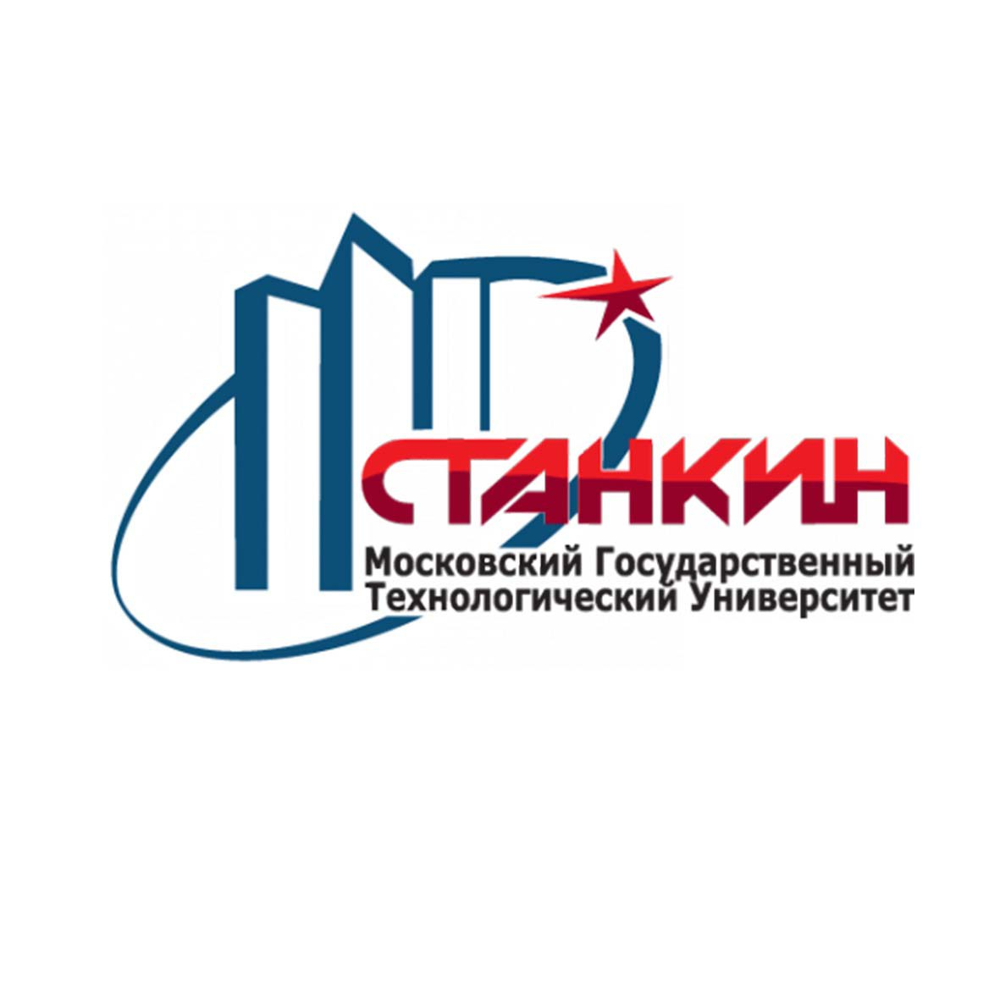 СТАНКИН
Московский Государственный
Технологический Университет